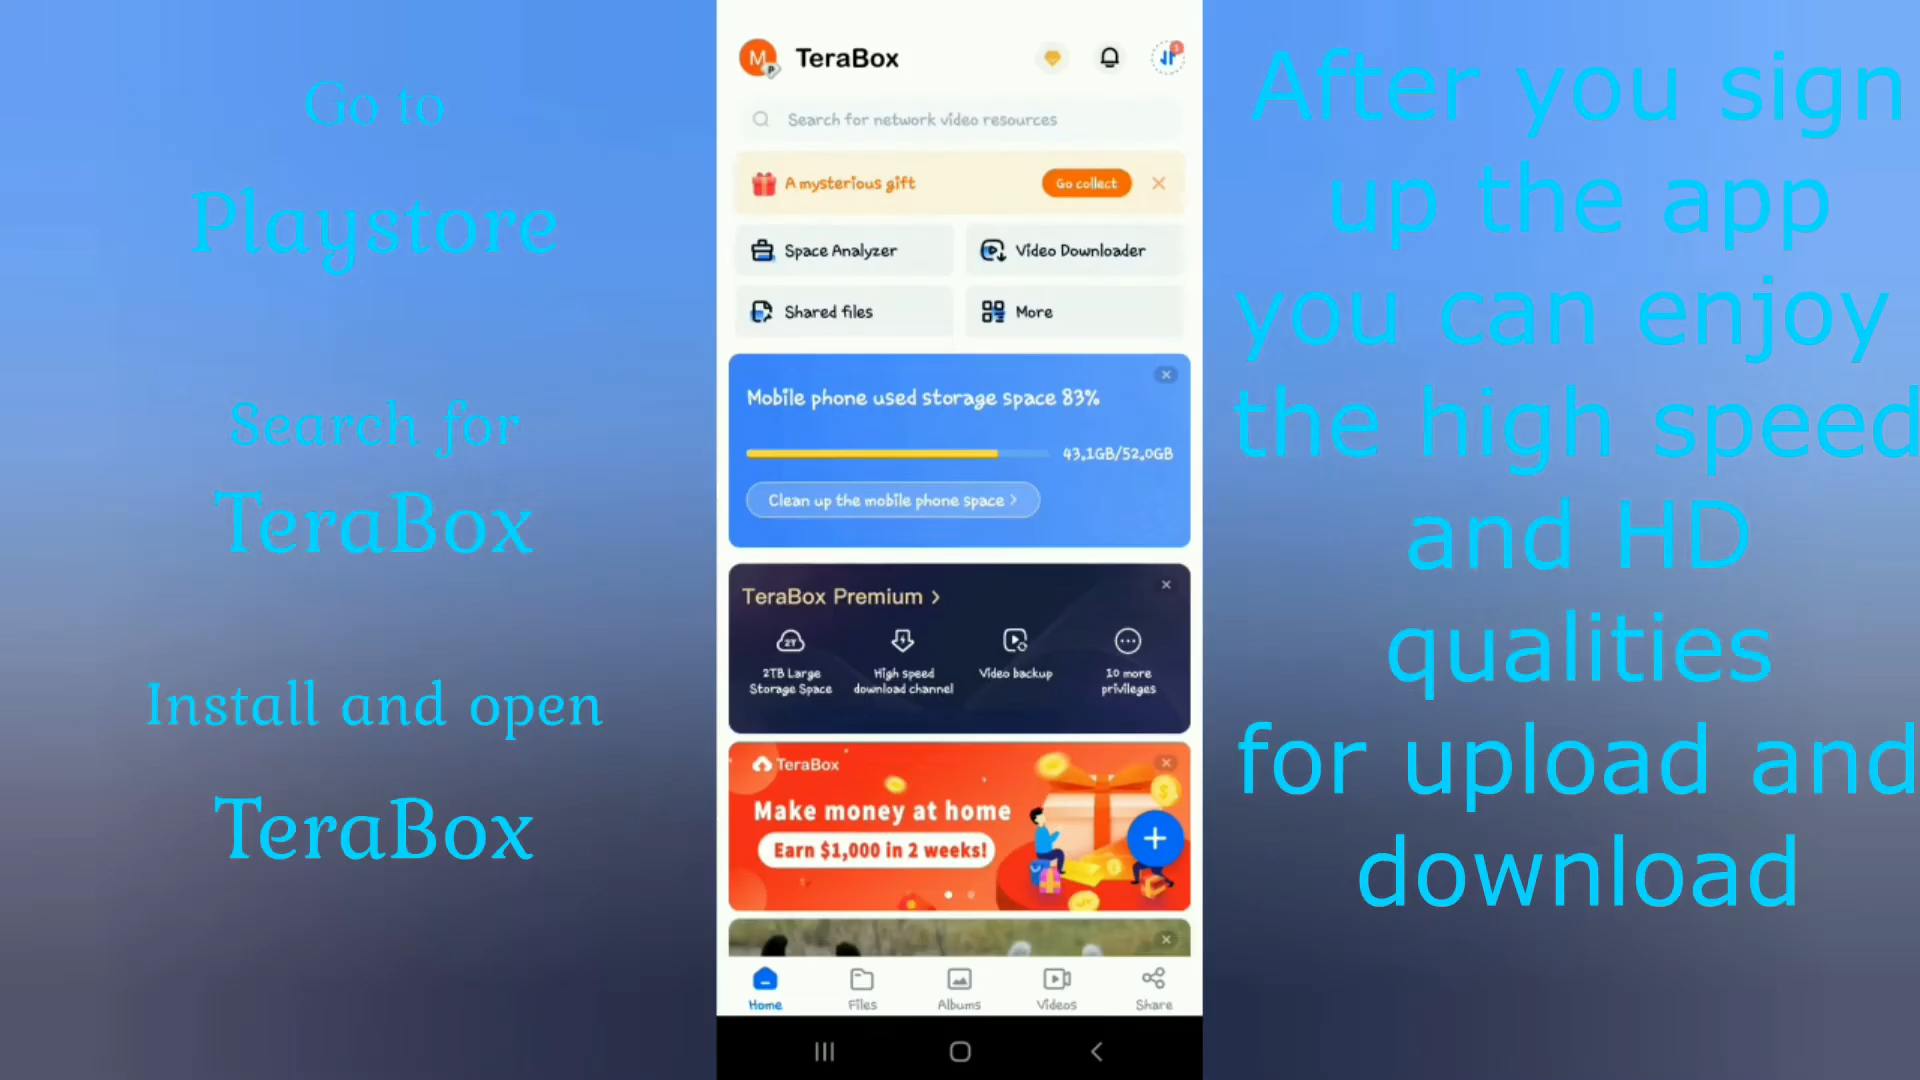 Go to
Playstore
Search for
TeraBox
Install and open
TeraBox
M
P
TeraBox
3
Search for network video resources
A mysterious gift
Go collect
Space Analyzer
Video Downloader
Shared files
More
Mobile phone used storage space 83%
43.1GB/52.0GB
Clean up the mobile phone space >
TeraBox Premium >
2T
2TB Large
Storage Space
High speed
download channel
Video backup
10 more
privileges
TeraBox
Make money at home
Earn $1,000 in 2 weeks!
Home
Files
Albums
Videos
Share
After you sign
up the app
you can enjoy
the high speed
and HD
qualities
for upload and
download